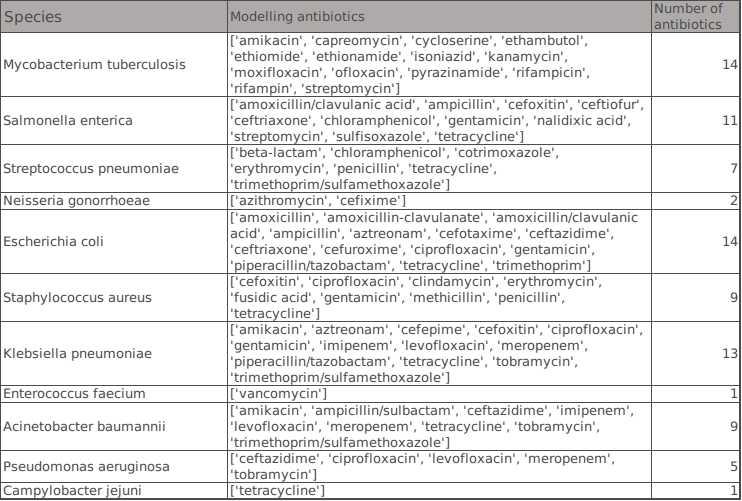 Species Modelling antibiotics Number of
antibiotics
Mycobacterium tuberculosis ['amikacin', 'capreomycin', 'cycloserine', 'ethambutol',
'ethiomide', 'ethionamide', 'isoniazid', 'kanamycin',
'moxifloxacin', 'ofloxacin', 'pyrazinamide', 'rifampicin',
'rifampin', 'streptomycin'] 14
Salmonella enterica ['amoxicillin/clavulanic acid', 'ampicillin', 'cefoxitin', 'ceftiofur',
'ceftriaxone', 'chloramphenicol', 'gentamicin', 'nalidixic acid',
'streptomycin', 'sulfisoxazole', 'tetracycline'] 11
Streptococcus pneumoniae ['beta-lactam', 'chloramphenicol', 'cotrimoxazole',
'erythromycin', 'penicillin', 'tetracycline',
'trimethoprim/sulfamethoxazole'] 7
Neisseria gonorrhoeae ['azithromycin', 'cefixime'] 2
Escherichia coli ['amoxicillin', 'amoxicillin-clavulanate', 'amoxicillin/clavulanic
acid', 'ampicillin', 'aztreonam', 'cefotaxime', 'ceftazidime',
'ceftriaxone', 'cefuroxime', 'ciprofloxacin', 'gentamicin',
'piperacillin/tazobactam', 'tetracycline', 'trimethoprim'] 14
Staphylococcus aureus ['cefoxitin', 'ciprofloxacin', 'clindamycin', 'erythromycin',
'fusidic acid', 'gentamicin', 'methicillin', 'penicillin',
'tetracycline'] 9
Klebsiella pneumoniae ['amikacin', 'aztreonam', 'cefepime', 'cefoxitin', 'ciprofloxacin',
'gentamicin', 'imipenem', 'levofloxacin', 'meropenem',
'piperacillin/tazobactam', 'tetracycline', 'tobramycin',
'trimethoprim/sulfamethoxazole'] 13
Enterococcus faecium ['vancomycin'] 1
Acinetobacter baumannii ['amikacin', 'ampicillin/sulbactam', 'ceftazidime', 'imipenem',
'levofloxacin', 'meropenem', 'tetracycline', 'tobramycin',
'trimethoprim/sulfamethoxazole'] 9
Pseudomonas aeruginosa ['ceftazidime', 'ciprofloxacin', 'levofloxacin', 'meropenem',
'tobramycin'] 5
Campylobacter jejuni ['tetracycline'] 1